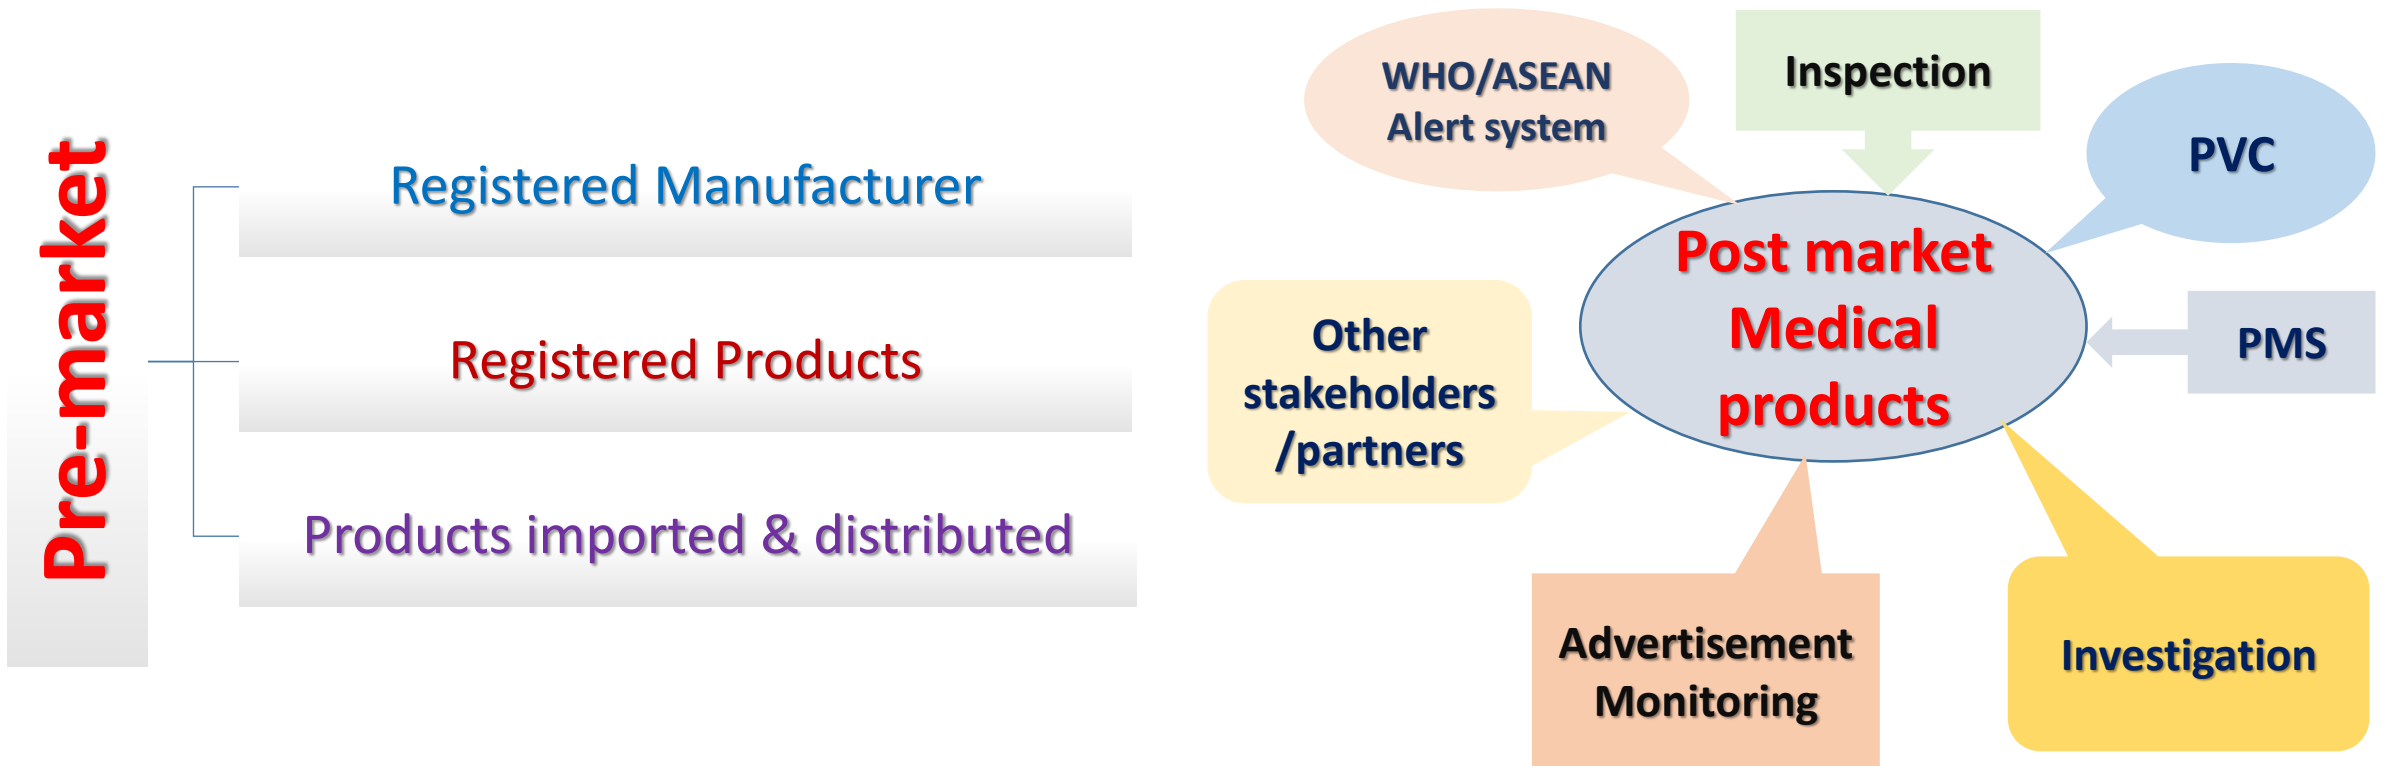 Pre-market
Registered Manufacturer
Registered Products
Products imported & distributed
WHO/ASEAN
Alert system
Inspection
PVC
Post market
Medical
products
PMS
Other
stakeholders
/partners
Advertisement
Monitoring
Investigation